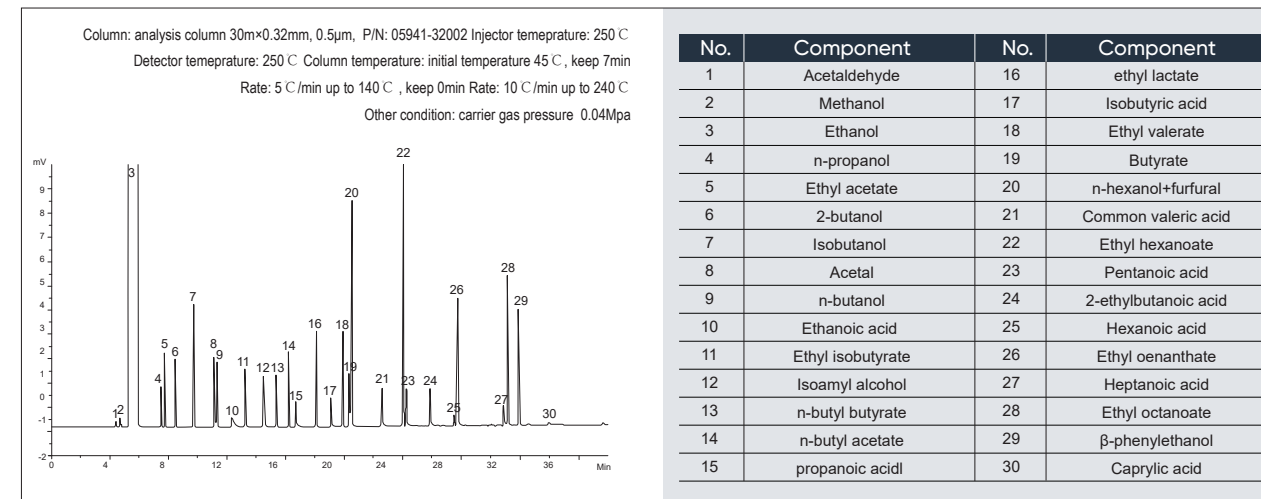 Column: analysis column 30m×0.32mm, 0.5μm, P/N: 05941-32002 Injector temeprature: 250℃
Detector temeprature: 250℃ Column temperature: initial temperature 45℃, keep 7min
Rate: 5℃/min up to 140℃ , keep 0min Rate: 10℃/min up to 240℃
Other condition: carrier gas pressure 0.04Mpa
mV
9
8
7
6
5
4
3
2
1
0
-1
-2
0 4 8 12 16 20 24 28 32 36 Min
1 2 3 4 5 6 7 8 9 10 11 12 13 14 15 16 17 18 19 20 21 22 23 24 25 26 27 28 29 30
No. Component No. Component
1 Acetaldehyde 16 ethyl lactate
2 Methanol 17 Isobutyric acid
3 Ethanol 18 Ethyl valerate
4 n-propanol 19 Butyrate
5 Ethyl acetate 20 n-hexanol+furfural
6 2-butanol 21 Common valeric acid
7 Isobutanol 22 Ethyl hexanoate
8 Acetal 23 Pentanoic acid
9 n-butanol 24 2-ethylbutanoic acid
10 Ethanoic acid 25 Hexanoic acid
11 Ethyl isobutyrate 26 Ethyl oenanthate
12 Isoamyl alcohol 27 Heptanoic acid
13 n-butyl butyrate 28 Ethyl octanoate
14 n-butyl acetate 29 β-phenylethanol
15 propanoic acidl 30 Caprylic acid